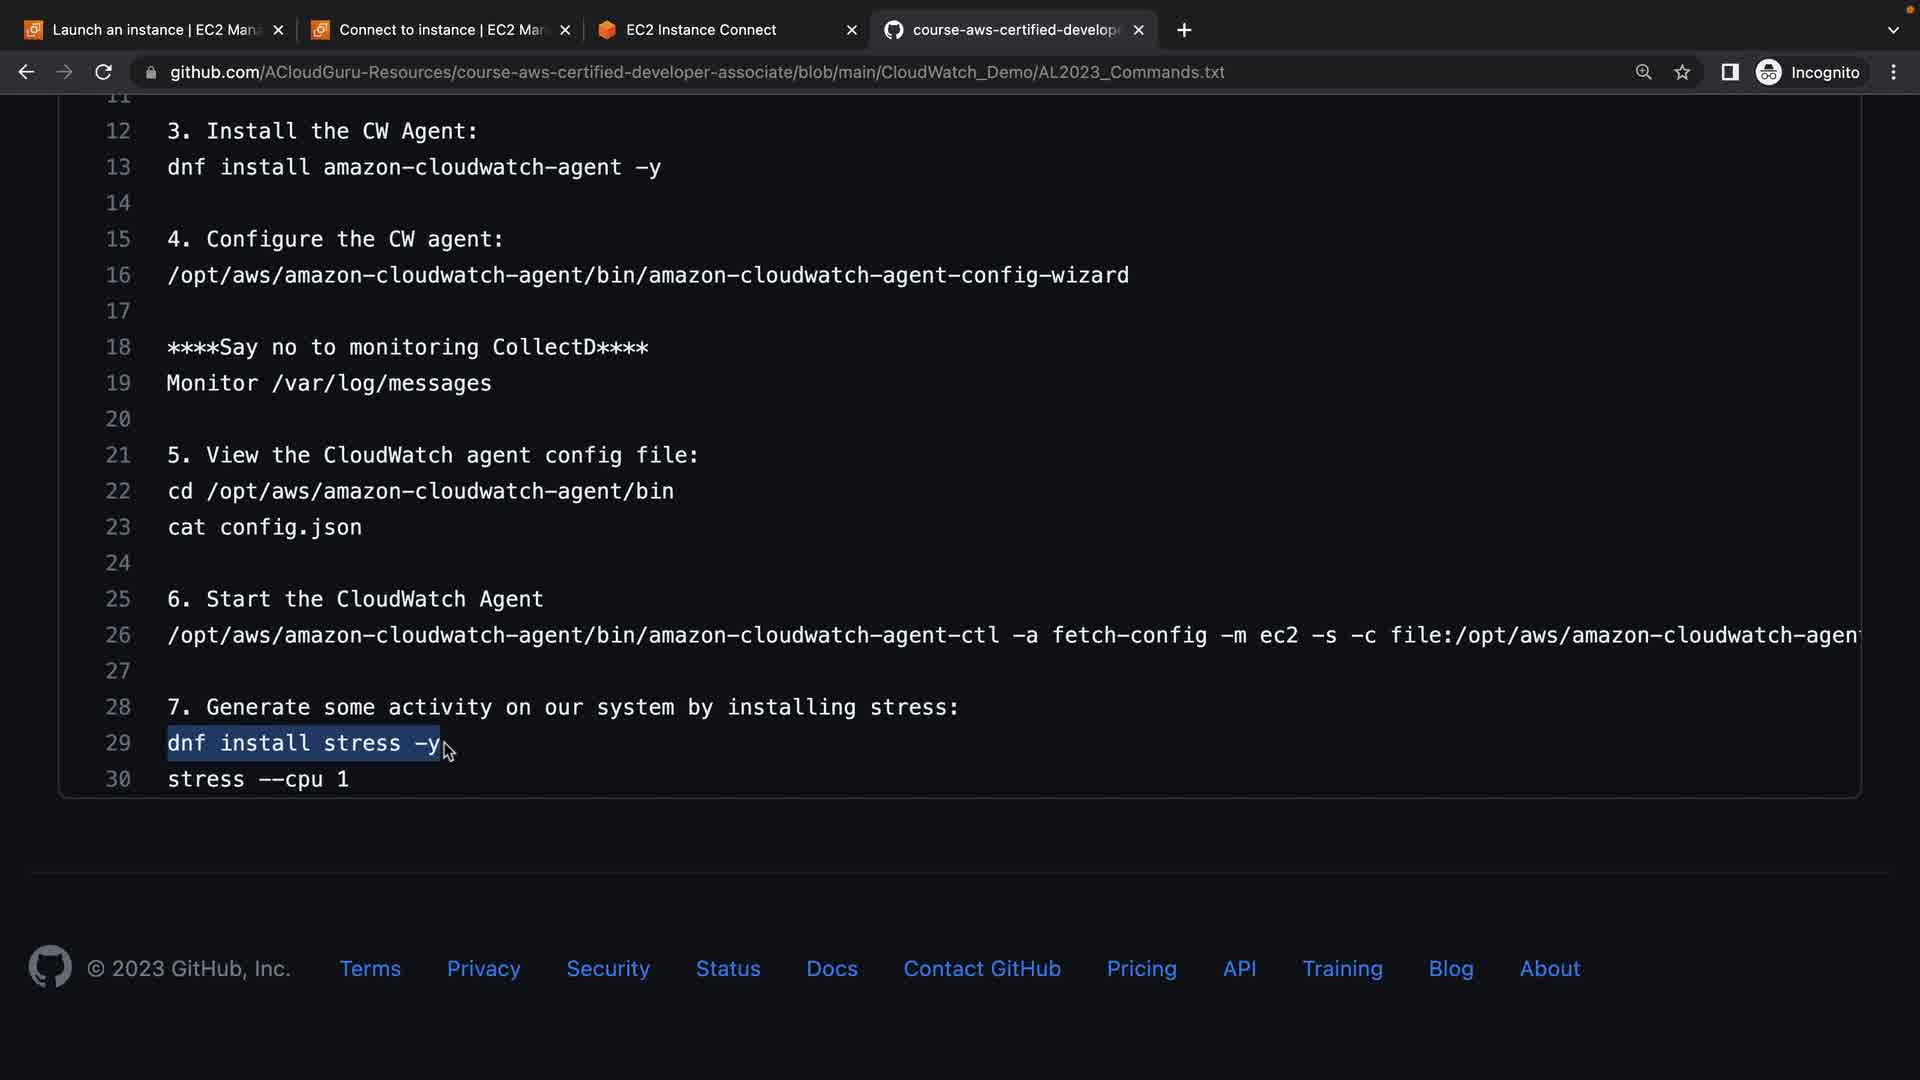 Launch an instance | EC2 Mana
Connect to instance | EC2 Man
EC2 Instance Connect
course-aws-certified-develope
github.com/ACloudGuru-Resources/course-aws-certified-developer-associate/blob/main/CloudWatch_Demo/AL2023_Commands.txt
Incognito
11
12 3. Install the CW Agent:
13 dnf install amazon-cloudwatch-agent -y
14
15 4. Configure the CW agent:
16 /opt/aws/amazon-cloudwatch-agent/bin/amazon-cloudwatch-agent-config-wizard
17
18 ****Say no to monitoring CollectD****
19 Monitor /var/log/messages
20
21 5. View the CloudWatch agent config file:
22 cd /opt/aws/amazon-cloudwatch-agent/bin
23 cat config.json
24
25 6. Start the CloudWatch Agent
26 /opt/aws/amazon-cloudwatch-agent/bin/amazon-cloudwatch-agent-ctl -a fetch-config -m ec2 -s -c file:/opt/aws/amazon-cloudwatch-agen
27
28 7. Generate some activity on our system by installing stress:
29 dnf install stress -y
30 stress --cpu 1
© 2023 GitHub, Inc. Terms Privacy Security Status Docs Contact GitHub Pricing API Training Blog About